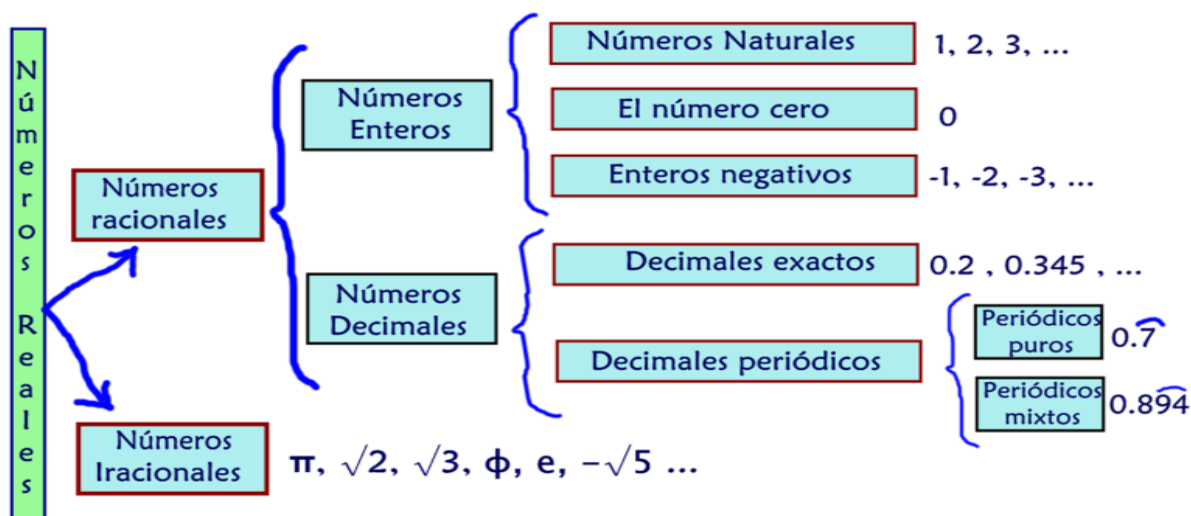 Números Reales
Números
racionales
Números
Enteros
Números Naturales 1, 2, 3, ...
El número cero 0
Enteros negativos -1, -2, -3, ...
Números
Decimales
Decimales exactos 0.2 , 0.345 , ...
Decimales periódicos
Periódicos
puros
0.7
Periódicos
mixtos
0.894
Números
Iracionales
π, √2, √3, ϕ, e, −√5 ...